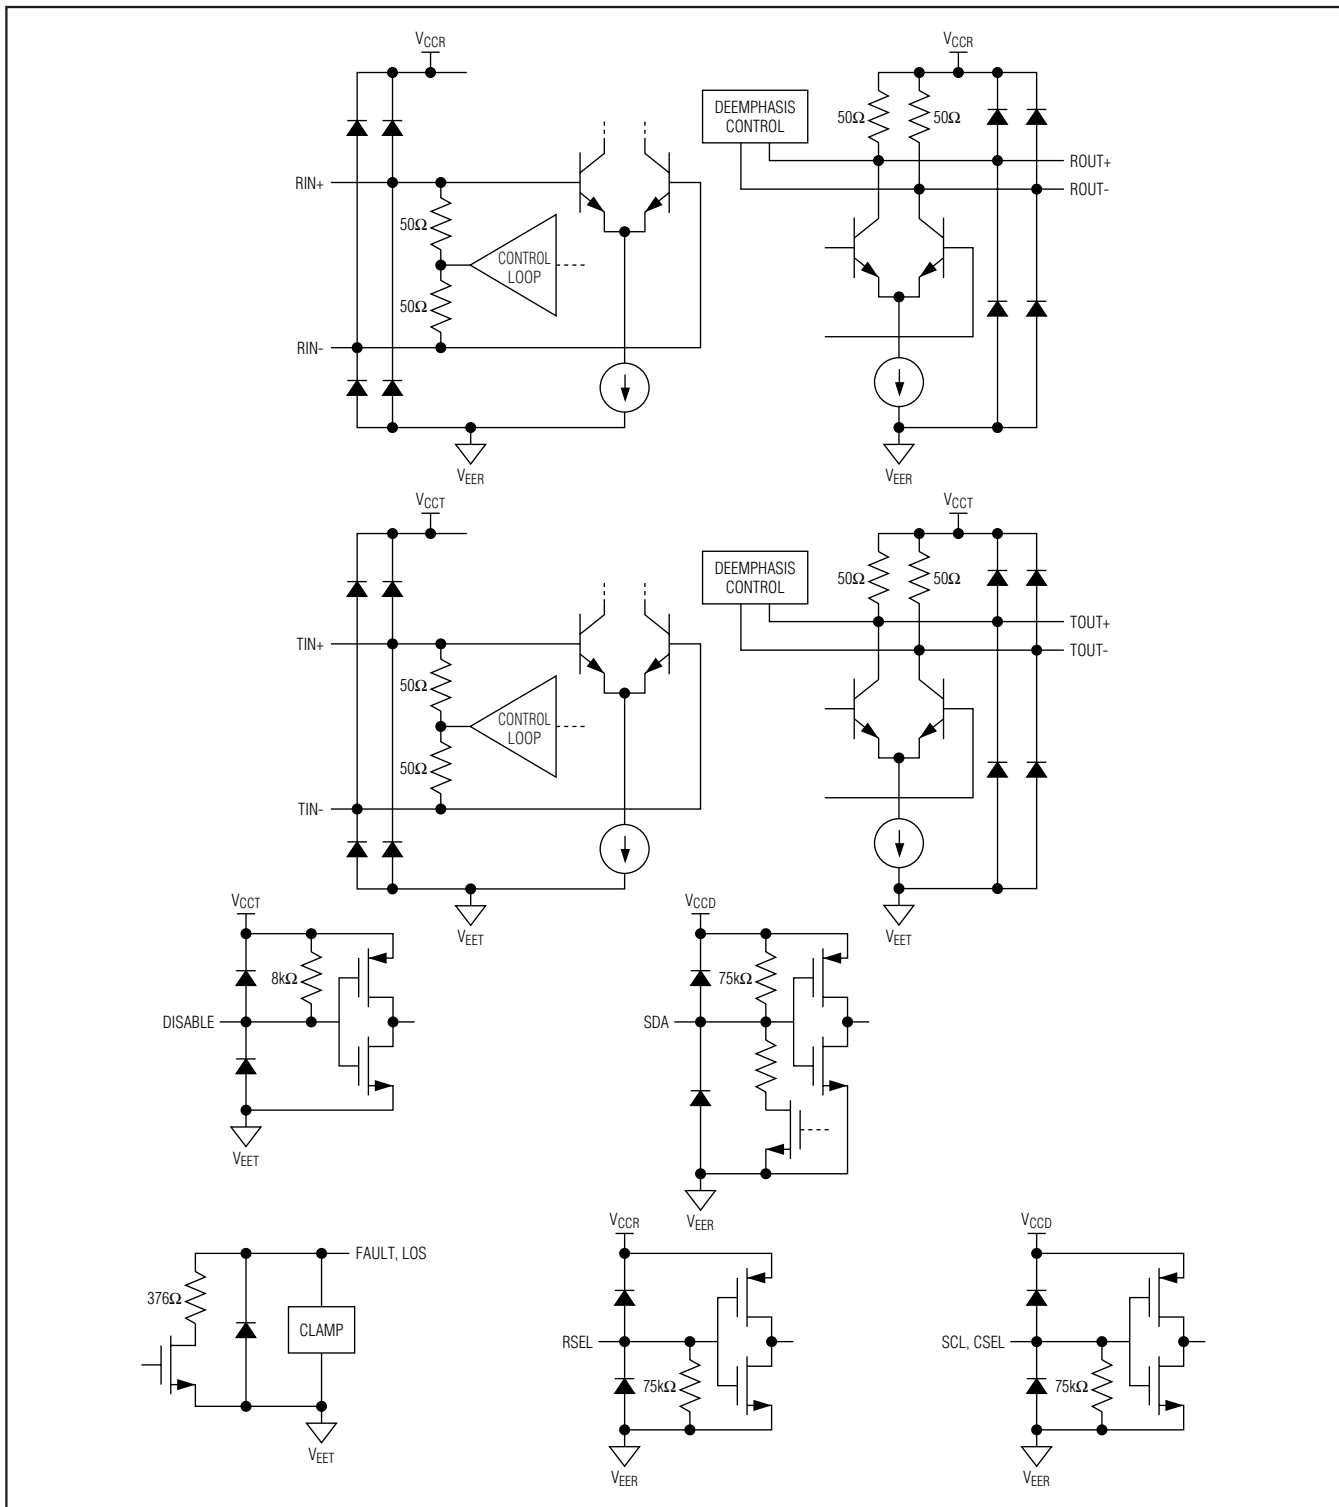 VCCR
VCCR
DEEMPHASIS
CONTROL
50Ω
50Ω
ROUT+
ROUT-
RIN+
50Ω
CONTROL
LOOP
50Ω
RIN-
VEER
VEER
VCCT
VCCT
DEEMPHASIS
CONTROL
50Ω
50Ω
TOUT+
TOUT-
TIN+
50Ω
CONTROL
LOOP
50Ω
TIN-
VEET
VEET
VCCT
8kΩ
DISABLE
VEET
VCCD
75kΩ
SDA
VEER
FAULT, LOS
376Ω
CLAMP
VEET
VCCR
RSEL
75kΩ
VEER
VCCD
SCL, CSEL
75kΩ
VEER